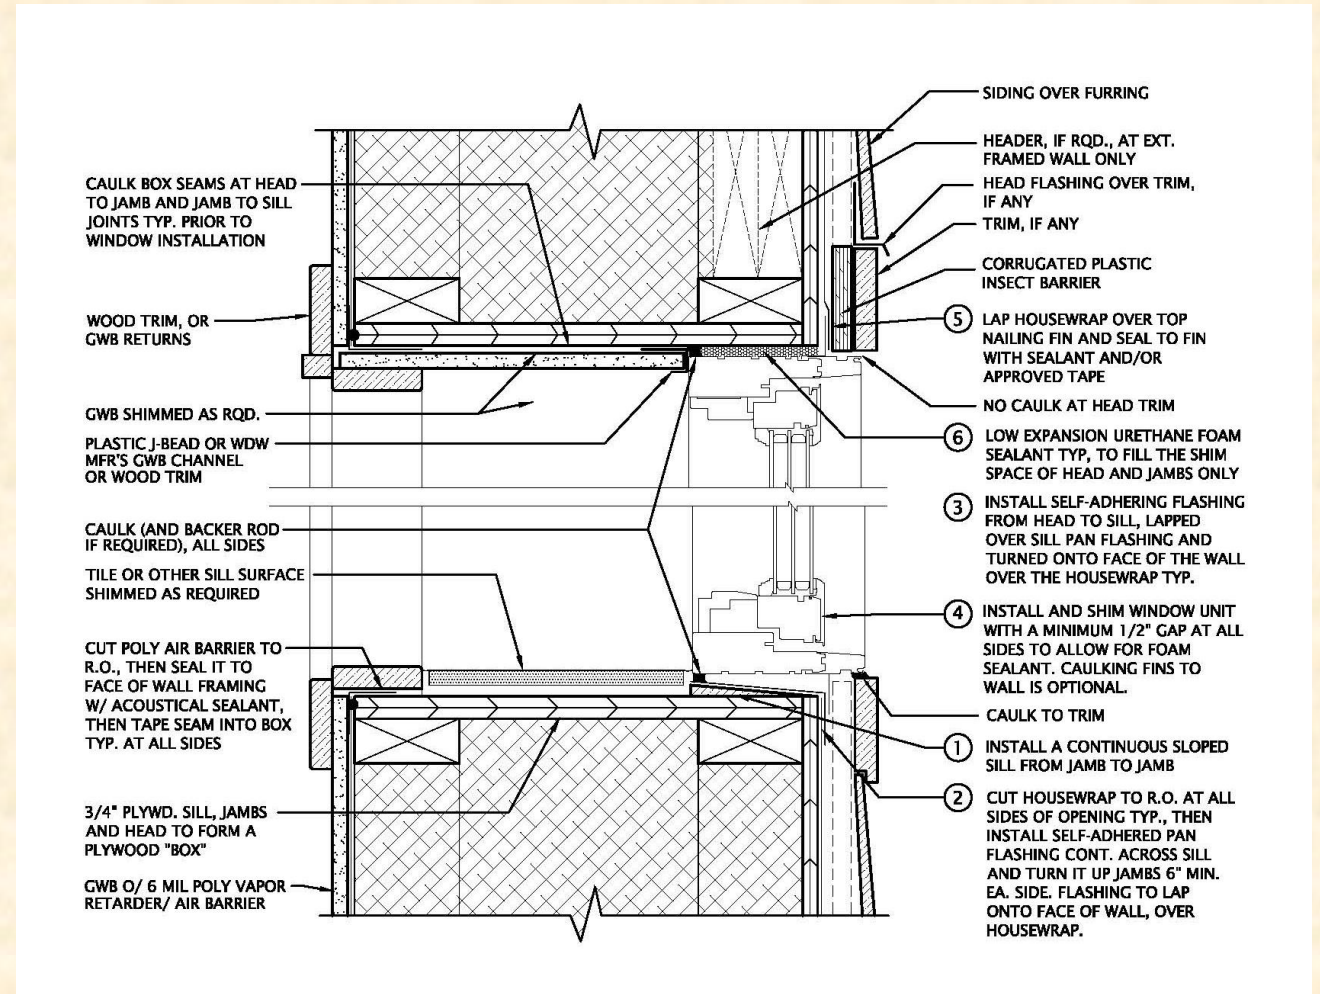 CAULK BOX SEAMS AT HEAD
TO JAMB AND JAMB TO SILL
JOINTS TYP. PRIOR TO
WINDOW INSTALLATION
WOOD TRIM, OR
GWB RETURNS
GWB SHIMMED AS RQD.
PLASTIC J-BEAD OR WDW
MFR'S GWB CHANNEL
OR WOOD TRIM
CAULK (AND BACKER ROD
IF REQUIRED), ALL SIDES
TILE OR OTHER SILL SURFACE
SHIMMED AS REQUIRED
CUT POLY AIR BARRIER TO
R.O., THEN SEAL IT TO
FACE OF WALL FRAMING
W/ ACOUSTICAL SEALANT,
THEN TAPE SEAM INTO BOX
TYP. AT ALL SIDES
3/4" PLYWD. SILL, JAMBS
AND HEAD TO FORM A
PLYWOOD "BOX"
GWB O/ 6 MIL POLY VAPOR
RETARDER/ AIR BARRIER
SIDING OVER FURRING
HEADER, IF RQD., AT EXT.
FRAMED WALL ONLY
HEAD FLASHING OVER TRIM,
IF ANY
TRIM, IF ANY
CORRUGATED PLASTIC
INSECT BARRIER
5 LAP HOUSEWRAP OVER TOP
NAILING FIN AND SEAL TO FIN
WITH SEALANT AND/OR
APPROVED TAPE
NO CAULK AT HEAD TRIM
6 LOW EXPANSION URETHANE FOAM
SEALANT TYP, TO FILL THE SHIM
SPACE OF HEAD AND JAMBS ONLY
3 INSTALL SELF-ADHERING FLASHING
FROM HEAD TO SILL, LAPPED
OVER SILL PAN FLASHING AND
TURNED ONTO FACE OF THE WALL
OVER THE HOUSEWRAP TYP.
4 INSTALL AND SHIM WINDOW UNIT
WITH A MINIMUM 1/2" GAP AT ALL
SIDES TO ALLOW FOR FOAM
SEALANT. CAULKING FINS TO
WALL IS OPTIONAL.
CAULK TO TRIM
1 INSTALL A CONTINUOUS SLOPED
SILL FROM JAMB TO JAMB
2 CUT HOUSEWRAP TO R.O. AT ALL
SIDES OF OPENING TYP., THEN
INSTALL SELF-ADHERED PAN
FLASHING CONT. ACROSS SILL
AND TURN IT UP JAMBS 6" MIN.
EA. SIDE. FLASHING TO LAP
ONTO FACE OF WALL, OVER
HOUSEWRAP.